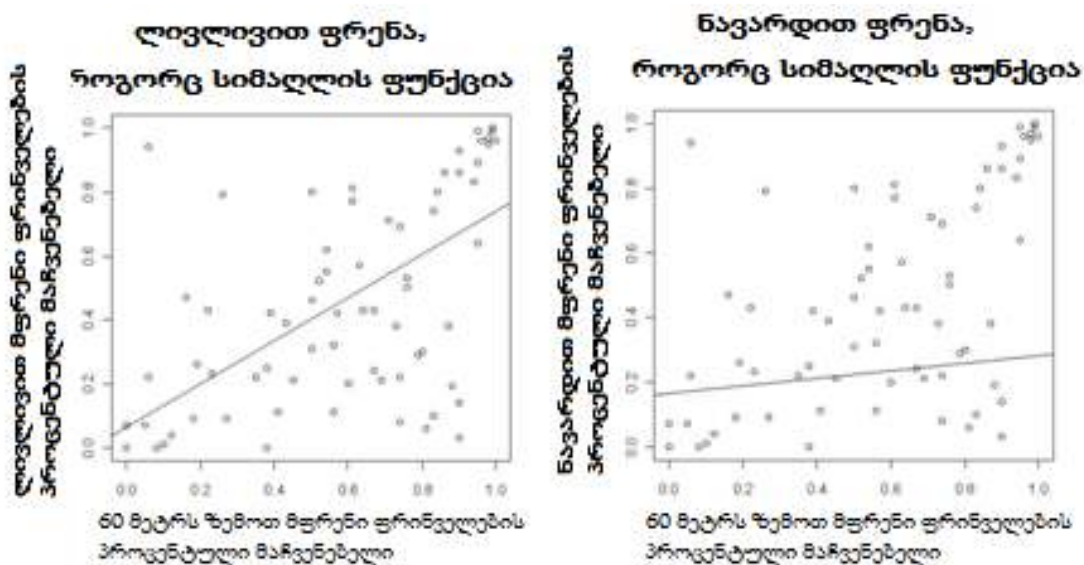 ლივლივით ფრენა,
როგორც სიმაღლის ფუნქცია
ლივლივით მფრენი ფრინველების
პროცენტული მაჩვენებელი
1.0
0.8
0.6
0.4
0.2
0.0
0.0 0.2 0.4 0.6 0.8 1.0
60 მეტრს ზემოთ მფრენი ფრინველების
პროცენტული მაჩვენებელი
ნავარდით ფრენა,
როგორც სიმაღლის ფუნქცია
ნავარდით მფრენი ფრინველების
პროცენტული მაჩვენებელი
1.0
0.8
0.6
0.4
0.2
0.0
0.0 0.2 0.4 0.6 0.8 1.0
60 მეტრს ზემოთ მფრენი ფრინველების
პროცენტული მაჩვენებელი